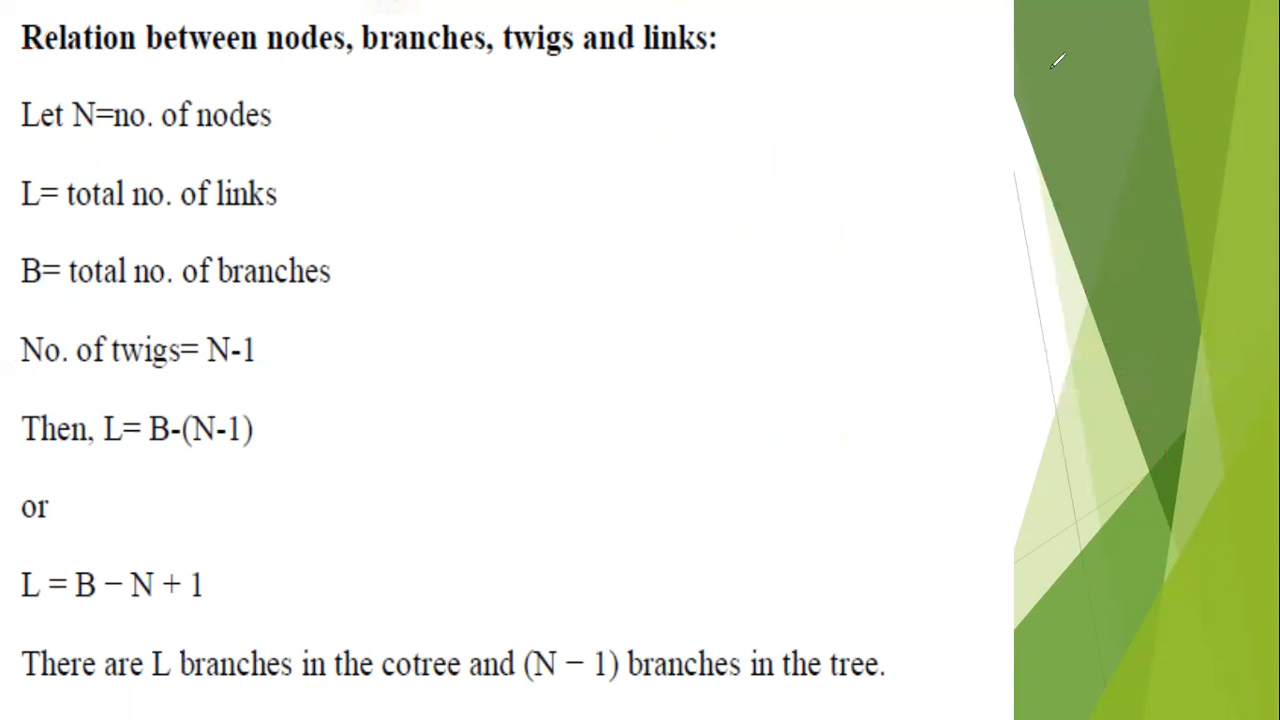 Relation between nodes, branches, twigs and links:
Let N=no. of nodes
L= total no. of links
B= total no. of branches
No. of twigs= N-1
Then, L= B-(N-1)
or
L = B − N + 1
There are L branches in the cotree and (N − 1) branches in the tree.